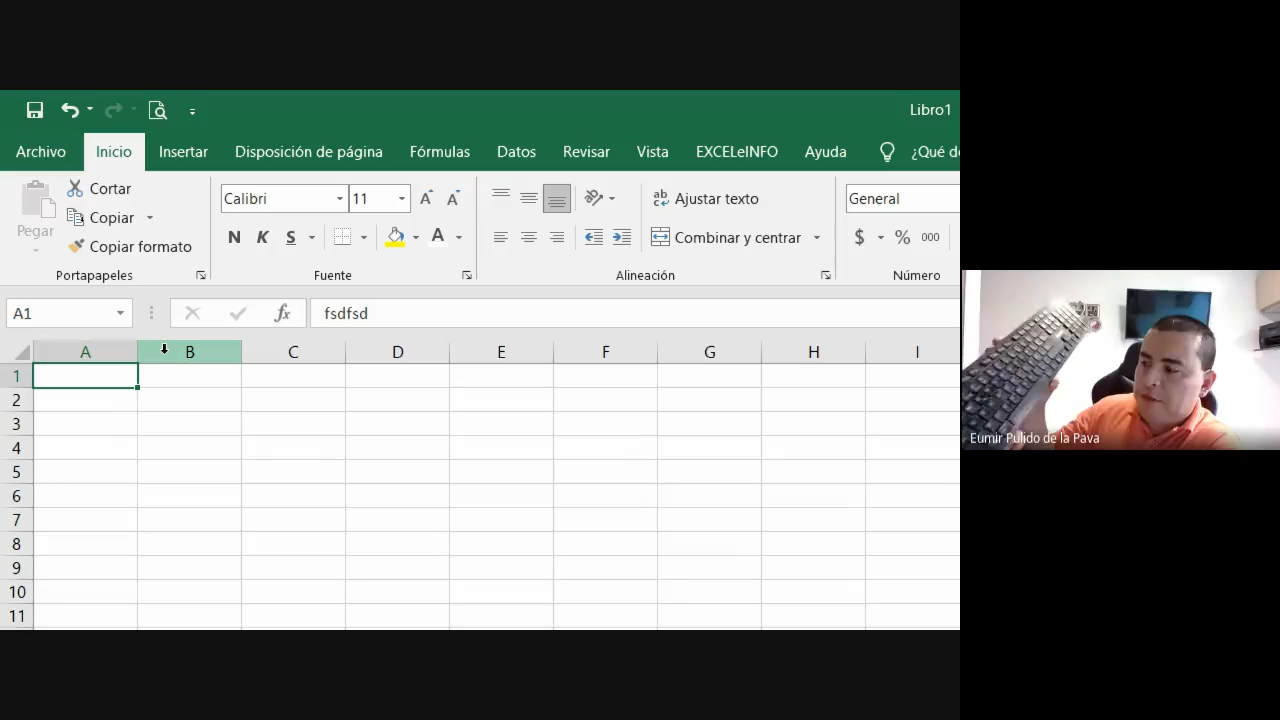 Libro1
Archivo Inicio Insertar Disposición de página Fórmulas Datos Revisar Vista EXCELeINFO Ayuda ¿Qué de
Pegar
Cortar
Copiar
Copiar formato
Portapapeles
Calibri 11
N K S A
Fuente
ab
c Ajustar texto
Combinar y centrar
Alineación
General
$ % 000
Número
A1 fx fsdfsd
A B C D E F G H I
1
2
3
4
5
6
7
8
9
10
11
Eumir Pulido de la Pava